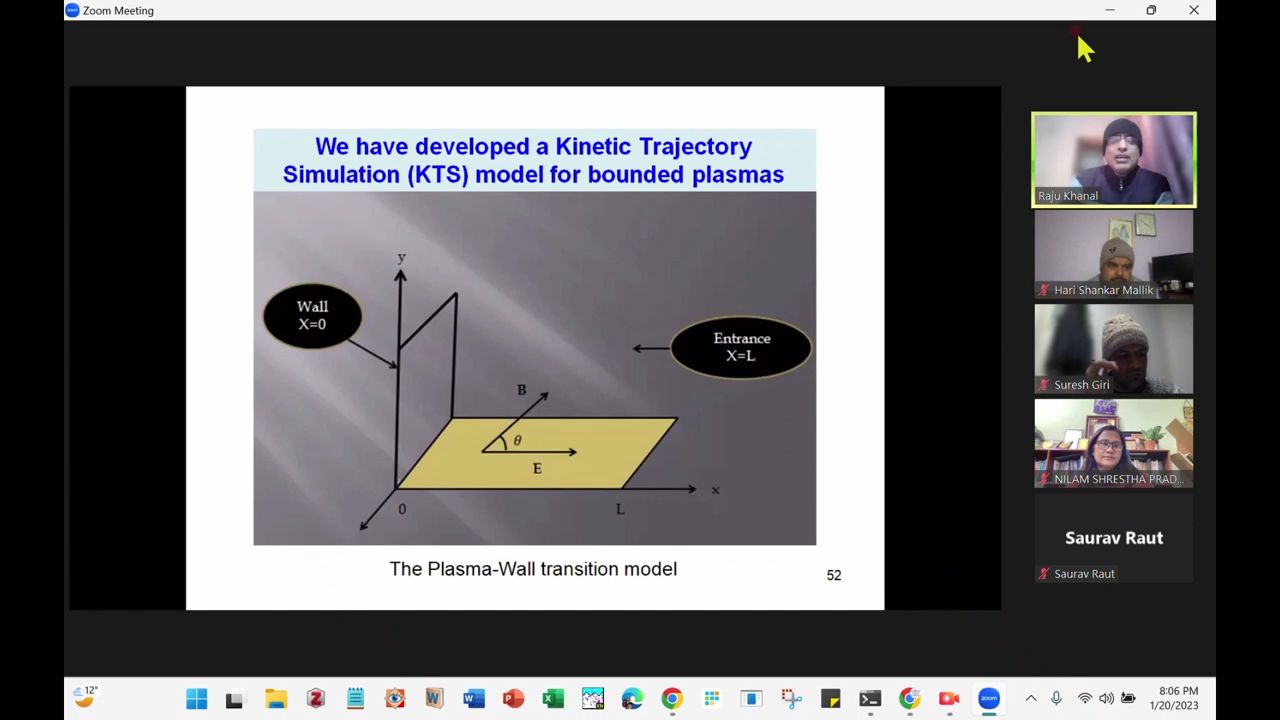 Zoom Meeting
We have developed a Kinetic Trajectory
Simulation (KTS) model for bounded plasmas
y
Wall
X=0
Entrance
X=L
B
θ
E
x
0
L
The Plasma-Wall transition model
52
Raju Khanal
Hari Shankar Mallik
Suresh Giri
NILAM SHRESTHA PRAD...
Saurav Raut
Saurav Raut
12°
8:06 PM
1/20/2023